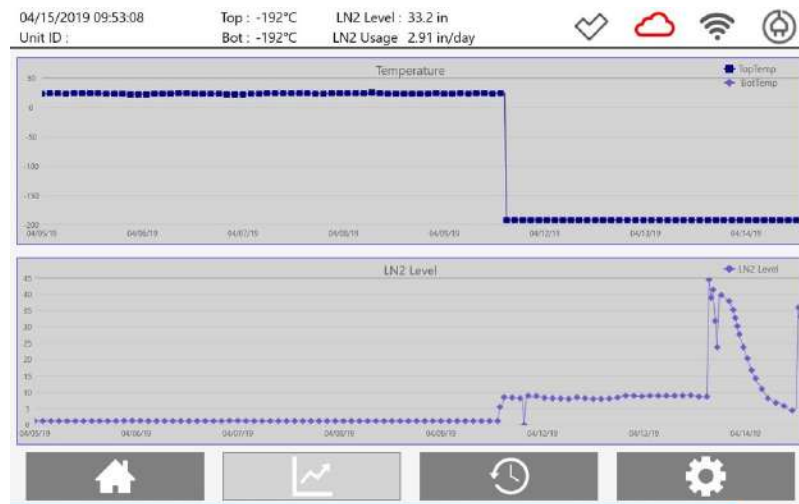 04/15/2019 09:53:08 Top : -192°C LN2 Level : 33.2 in
Unit ID : Bot : -192°C LN2 Usage 2.91 in/day
Temperature
TopTemp
BotTemp
50
0
-50
-100
-150
-200
04/05/19 04/06/19 04/07/19 04/08/19 04/09/19 04/12/19 04/13/19 04/14/19
LN2 Level
LN2 Level
45
40
35
30
25
20
15
10
5
0
04/05/19 04/06/19 04/07/19 04/08/19 04/09/19 04/12/19 04/13/19 04/14/19